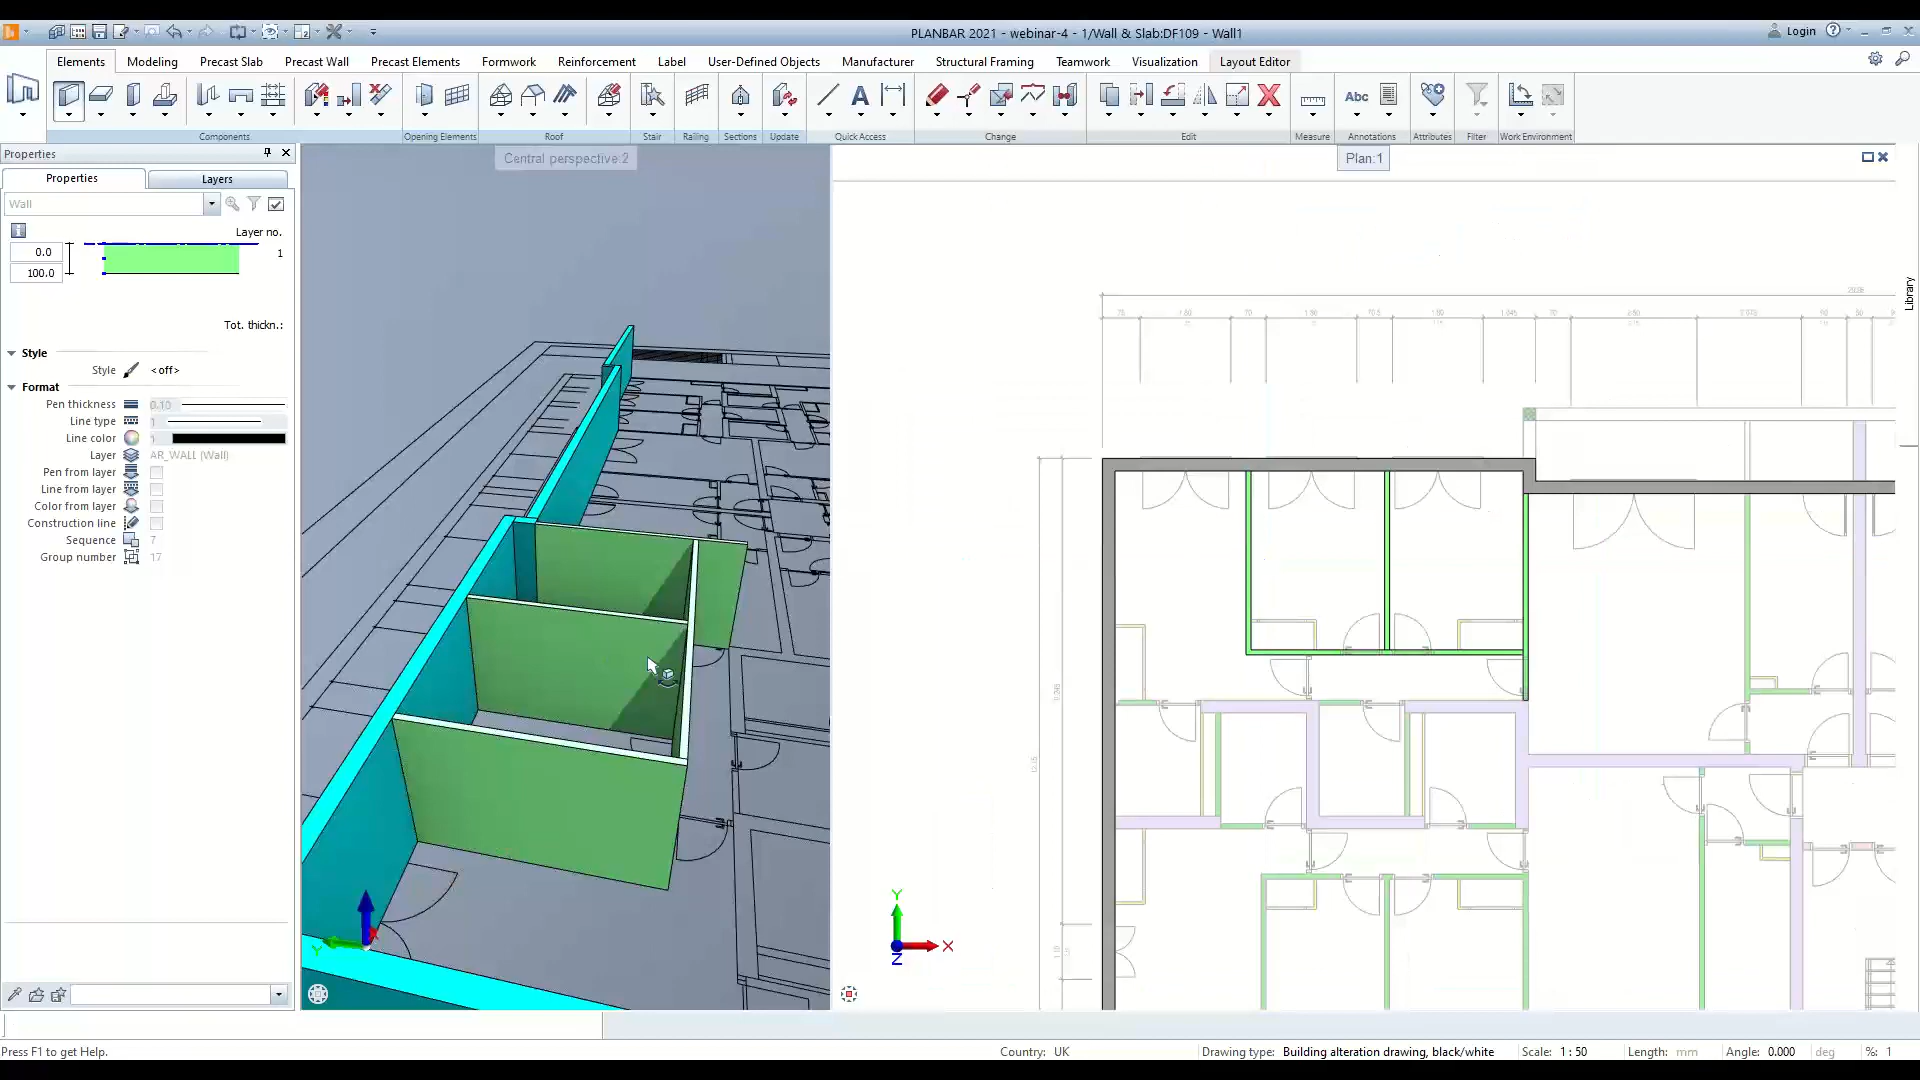 PLANBAR 2021 - webinar-4 - 1/Wall & Slab:DF109 - Wall1
Login
Elements Modeling Precast Slab Precast Wall Precast Elements Formwork Reinforcement Label User-Defined Objects Manufacturer Structural Framing Teamwork Visualization Layout Editor
Abc
Components Opening Elements Roof Stair Railing Sections Update Quick Access Change Edit Measure Annotations Attributes Filter Work Environment
Properties
Properties Layers
Wall
Layer no.
0.0
1
100.0
Tot. thickn.:
Style
Style <off>
Format
Pen thickness 0.10
Line type 1
Line color 1
Layer AR_WALL (Wall)
Pen from layer
Line from layer
Color from layer
Construction line
Sequence 7
Group number 17
Central perspective:2
Y
Plan:1
Library
Y
X
Z
Press F1 to get Help.
Country: UK
Drawing type: Building alteration drawing, black/white
Scale: 1 : 50
Length: mm
Angle: 0.000 deg
%: 1